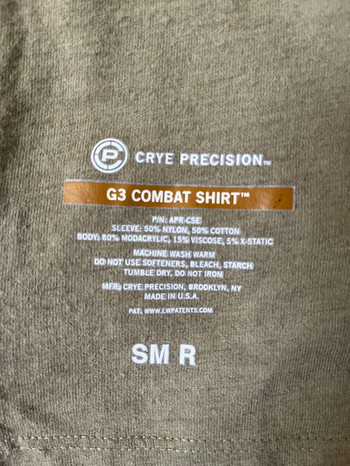 CP CRYE PRECISION™
G3 COMBAT SHIRT™
P/N: APR-CSE
SLEEVE: 50% NYLON, 50% COTTON
BODY: 80% MODACRYLIC, 15% VISCOSE, 5% X-STATIC
MACHINE WASH WARM
DO NOT USE SOFTENERS, BLEACH, STARCH
TUMBLE DRY, DO NOT IRON
MFR: CRYE PRECISION, BROOKLYN, NY
MADE IN U.S.A.
PAT: WWW.LWPATENTS.COM
SM R